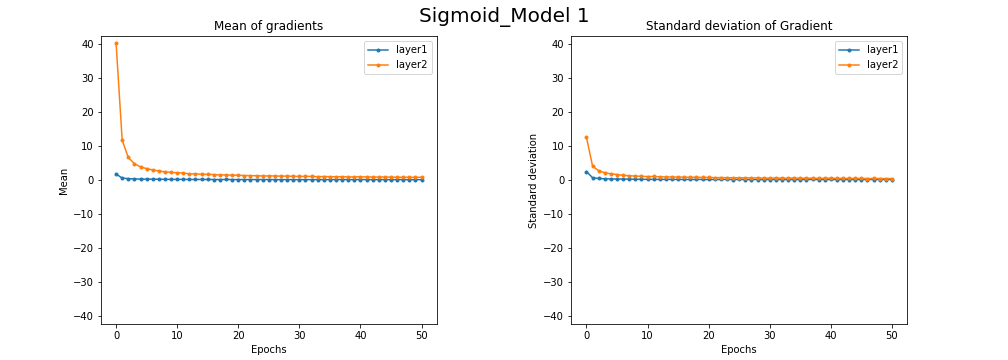 Sigmoid_Model 1
Mean of gradients
layer1
layer2
40
30
20
10
0
−10
−20
−30
−40
Mean
0 10 20 30 40 50
Epochs
Standard deviation of Gradient
layer1
layer2
40
30
20
10
0
−10
−20
−30
−40
Standard deviation
0 10 20 30 40 50
Epochs